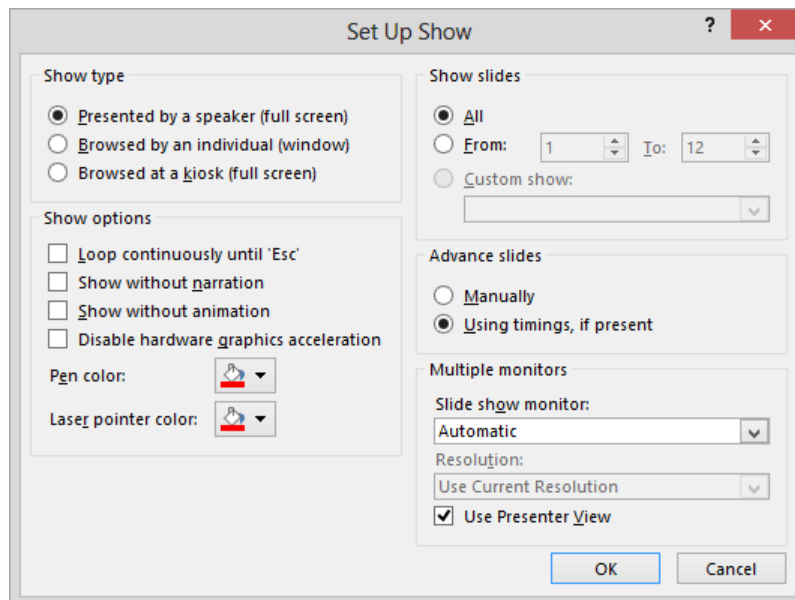 Set Up Show
?
Show type
Presented by a speaker (full screen)
Browsed by an individual (window)
Browsed at a kiosk (full screen)
Show options
Loop continuously until 'Esc'
Show without narration
Show without animation
Disable hardware graphics acceleration
Pen color:
Laser pointer color:
Show slides
All
From: 1 To: 12
Custom show:
Advance slides
Manually
Using timings, if present
Multiple monitors
Slide show monitor:
Automatic
Resolution:
Use Current Resolution
Use Presenter View
OK Cancel